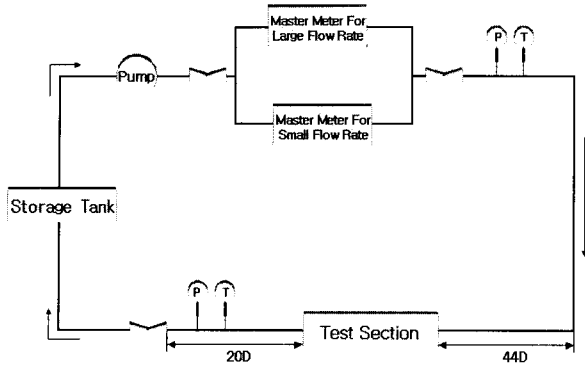 Master Meter For
Large Flow Rate
P T
Pump
Master Meter For
Small Flow Rate
Storage Tank
P T
Test Section
20D
44D